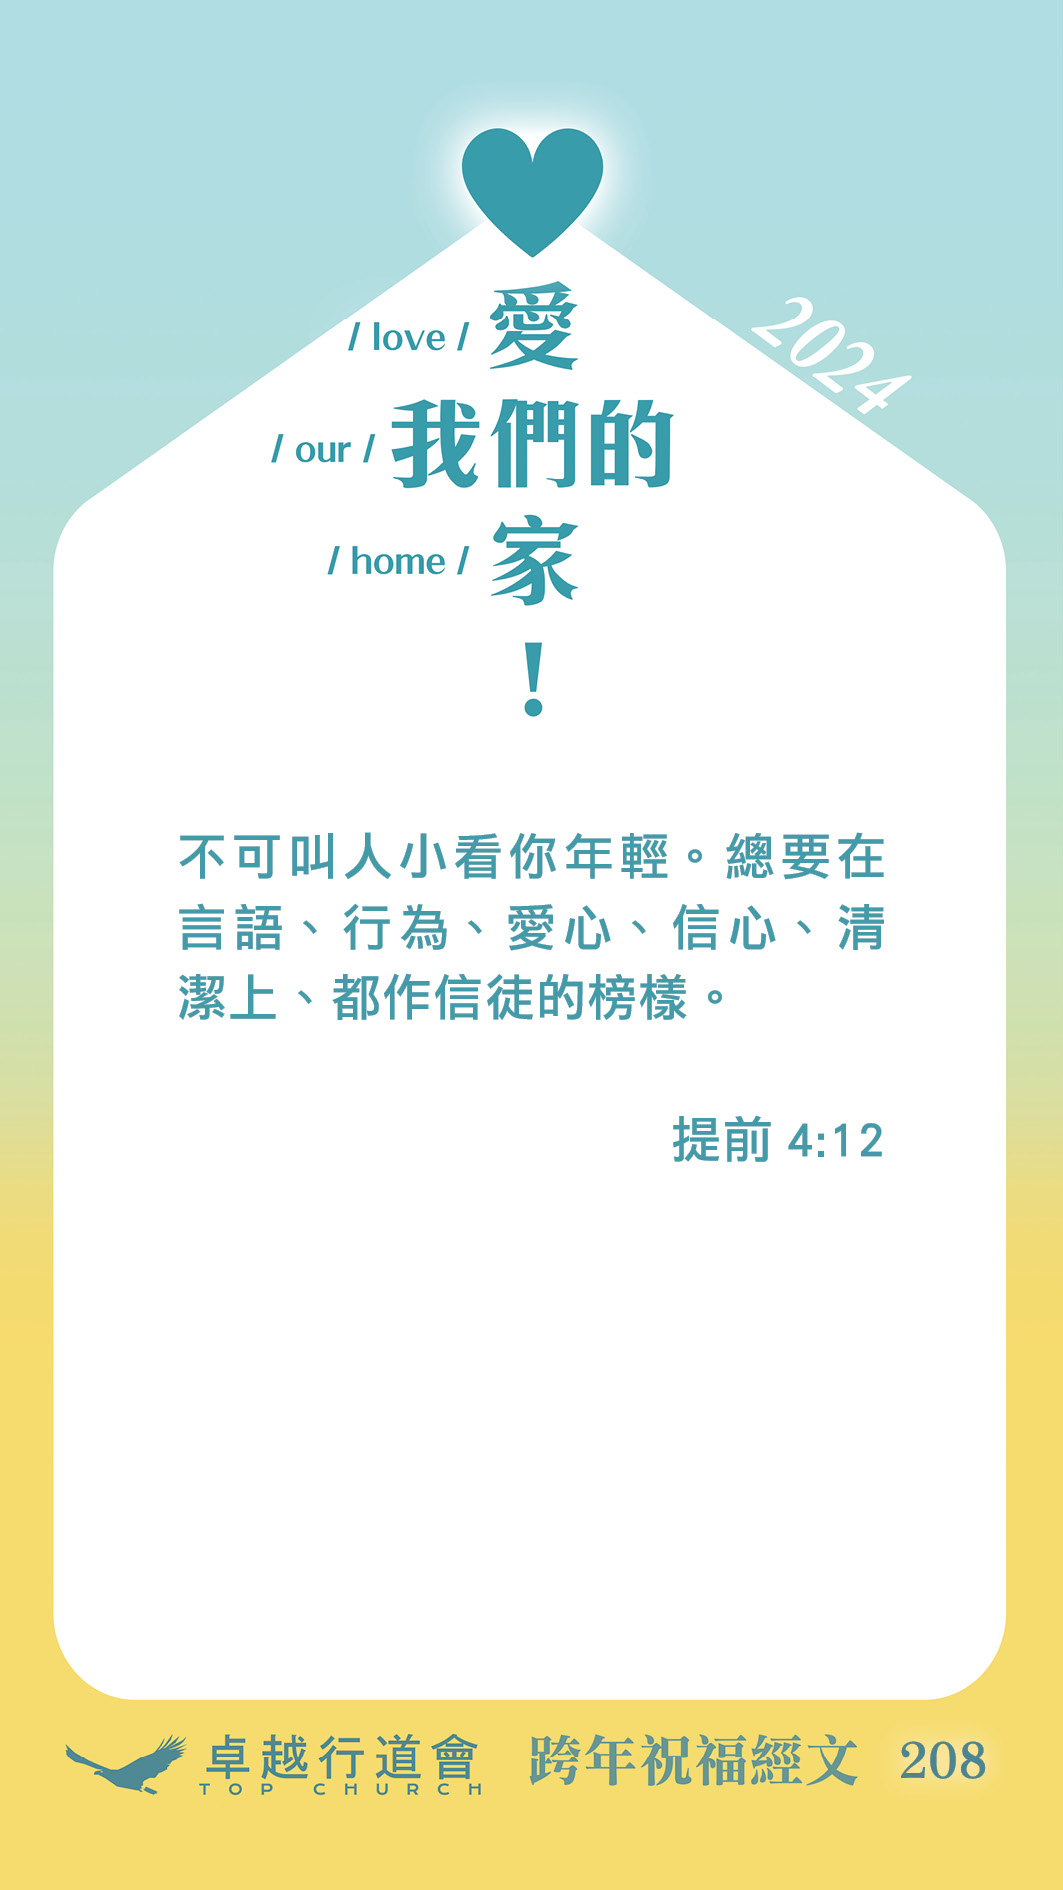 2024
/ love / 愛
/ our / 我們的
/ home / 家
！
不可叫人小看你年輕。總要在
言語、行為、愛心、信心、清
潔上、都作信徒的榜樣。
提前 4:12
卓越行道會
TOP CHURCH
跨年祝福經文 208